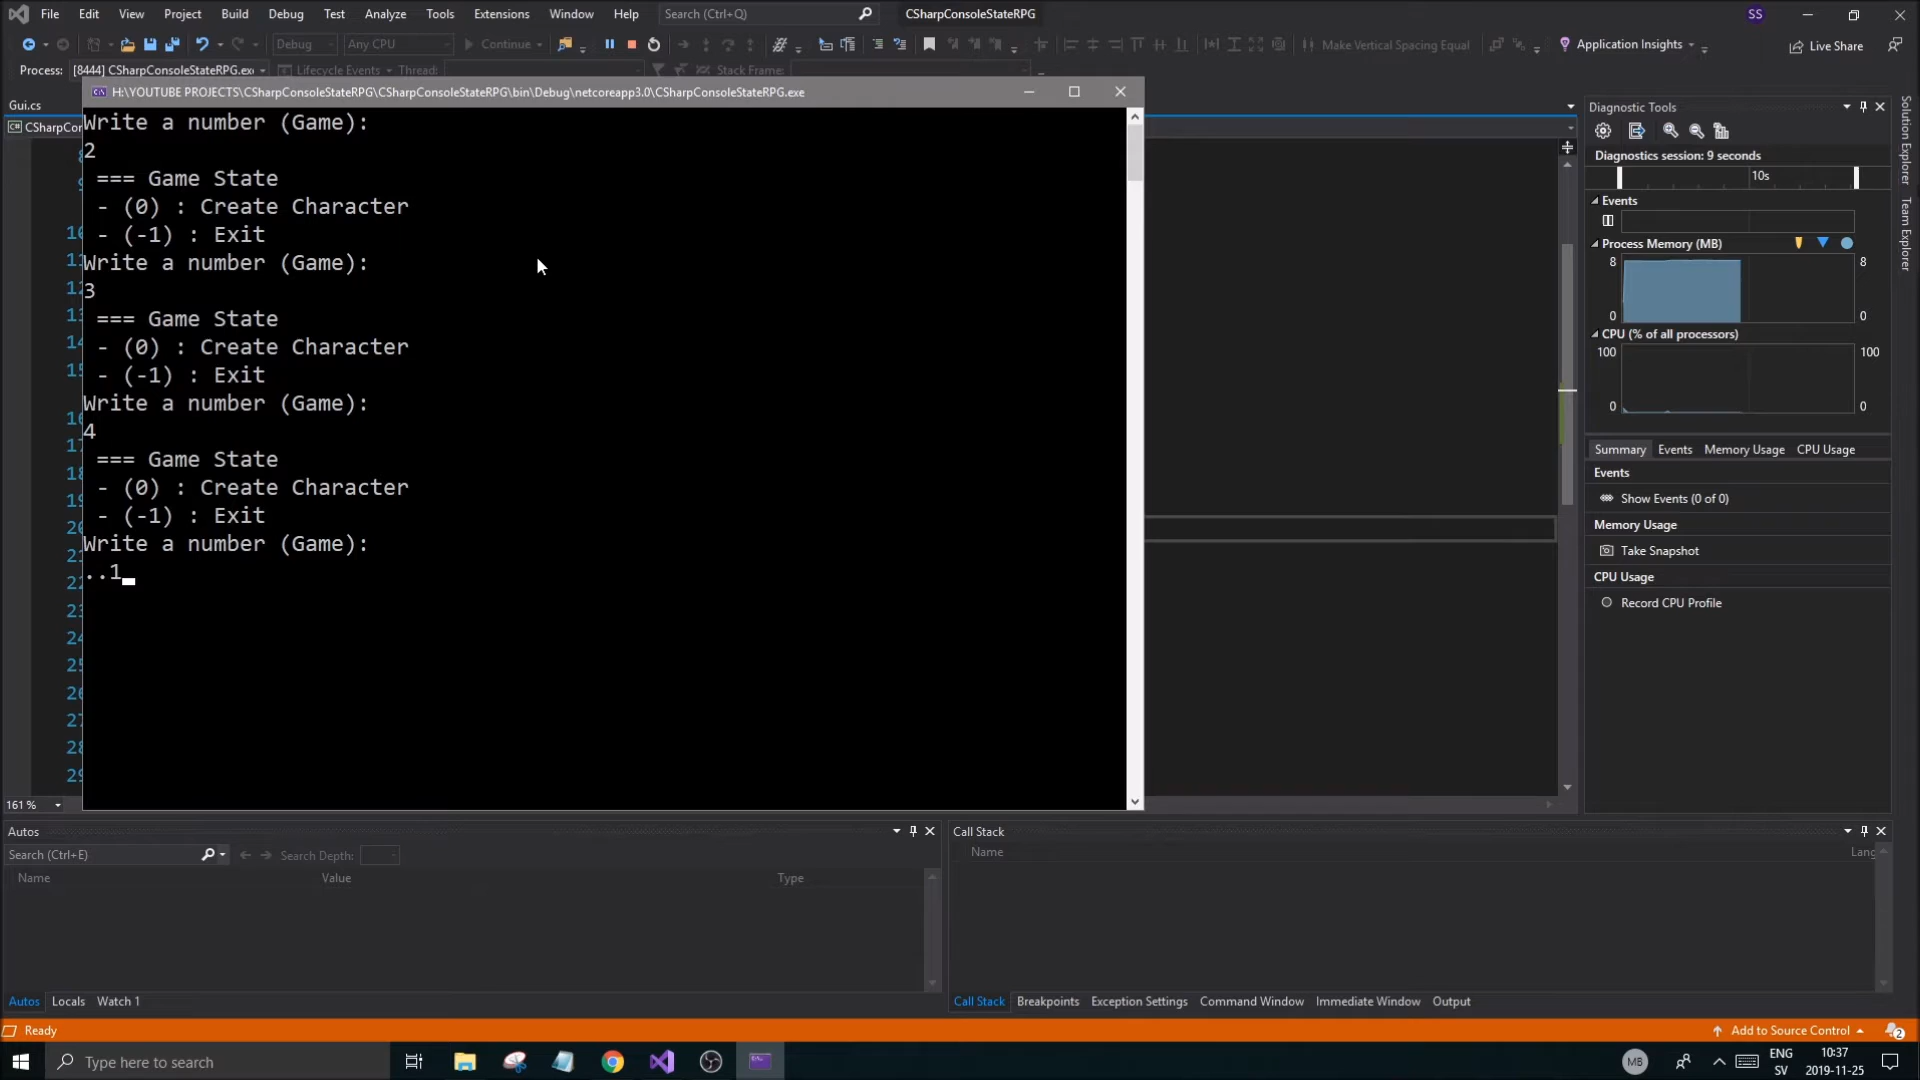 File Edit View Project Build Debug Test Analyze Tools Extensions Window Help Search (Ctrl+Q) CSharpConsoleStateRPG SS
Debug Any CPU Continue Make Vertical Spacing Equal Application Insights Live Share
Process: [8444] CSharpConsoleStateRPG.exe Lifecycle Events Thread: Stack Frame:
H:\YOUTUBE PROJECTS\CSharpConsoleStateRPG\CSharpConsoleStateRPG\bin\Debug\netcoreapp3.0\CSharpConsoleStateRPG.exe
Gui.cs
CSharpCor
Write a number (Game):
2
=== Game State
- (0) : Create Character
- (-1) : Exit
Write a number (Game):
3
=== Game State
- (0) : Create Character
- (-1) : Exit
Write a number (Game):
4
=== Game State
- (0) : Create Character
- (-1) : Exit
Write a number (Game):
..1
161 %
Diagnostic Tools
Diagnostics session: 9 seconds
10s
Events
Process Memory (MB)
8 8
0 0
CPU (% of all processors)
100 100
0 0
Summary Events Memory Usage CPU Usage
Events
Show Events (0 of 0)
Memory Usage
Take Snapshot
CPU Usage
Record CPU Profile
Solution Explorer
Team Explorer
Autos
Search (Ctrl+E) Search Depth:
Name Value Type
Autos Locals Watch 1
Call Stack
Name Lang
Call Stack Breakpoints Exception Settings Command Window Immediate Window Output
Ready Add to Source Control 2
Type here to search
MB ENG SV 10:37 2019-11-25